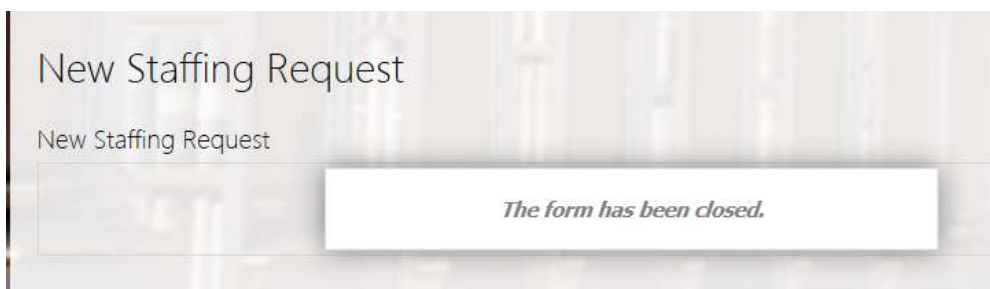 New Staffing Request
New Staffing Request
The form has been closed.